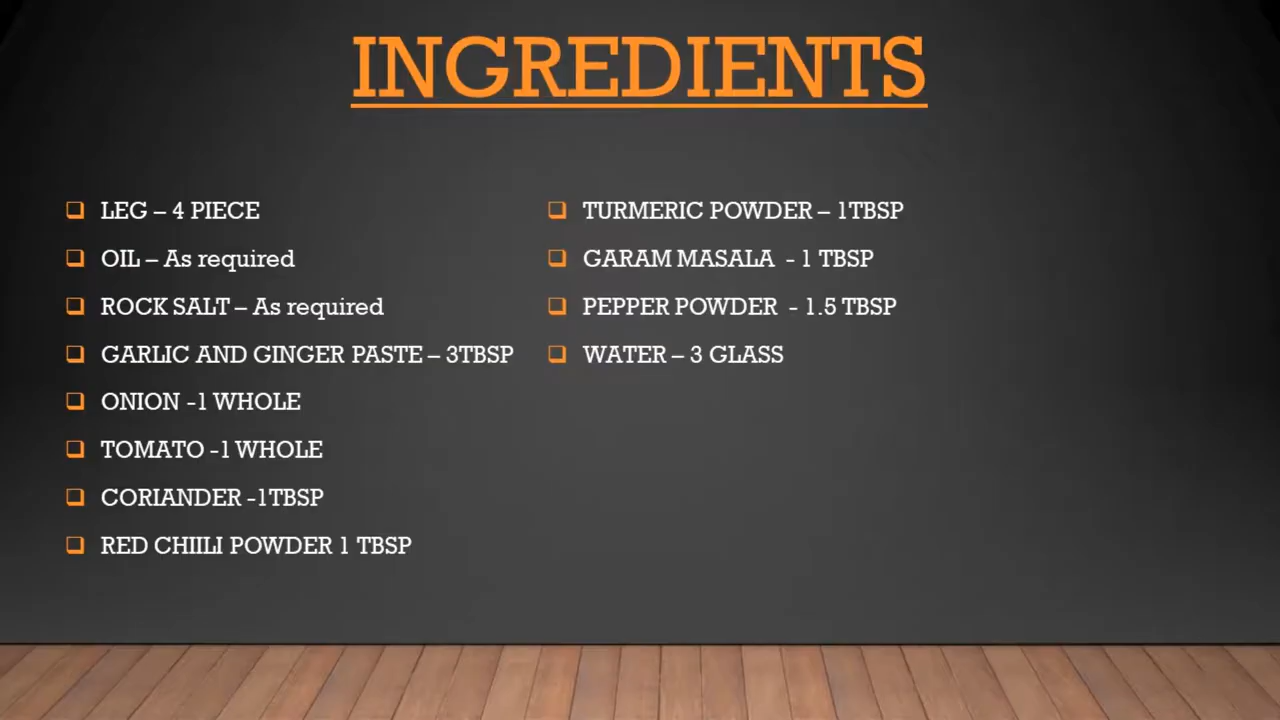 INGREDIENTS
LEG – 4 PIECE
OIL – As required
ROCK SALT – As required
GARLIC AND GINGER PASTE – 3TBSP
ONION -1 WHOLE
TOMATO -1 WHOLE
CORIANDER -1TBSP
RED CHIILI POWDER 1 TBSP
TURMERIC POWDER – 1TBSP
GARAM MASALA - 1 TBSP
PEPPER POWDER - 1.5 TBSP
WATER – 3 GLASS